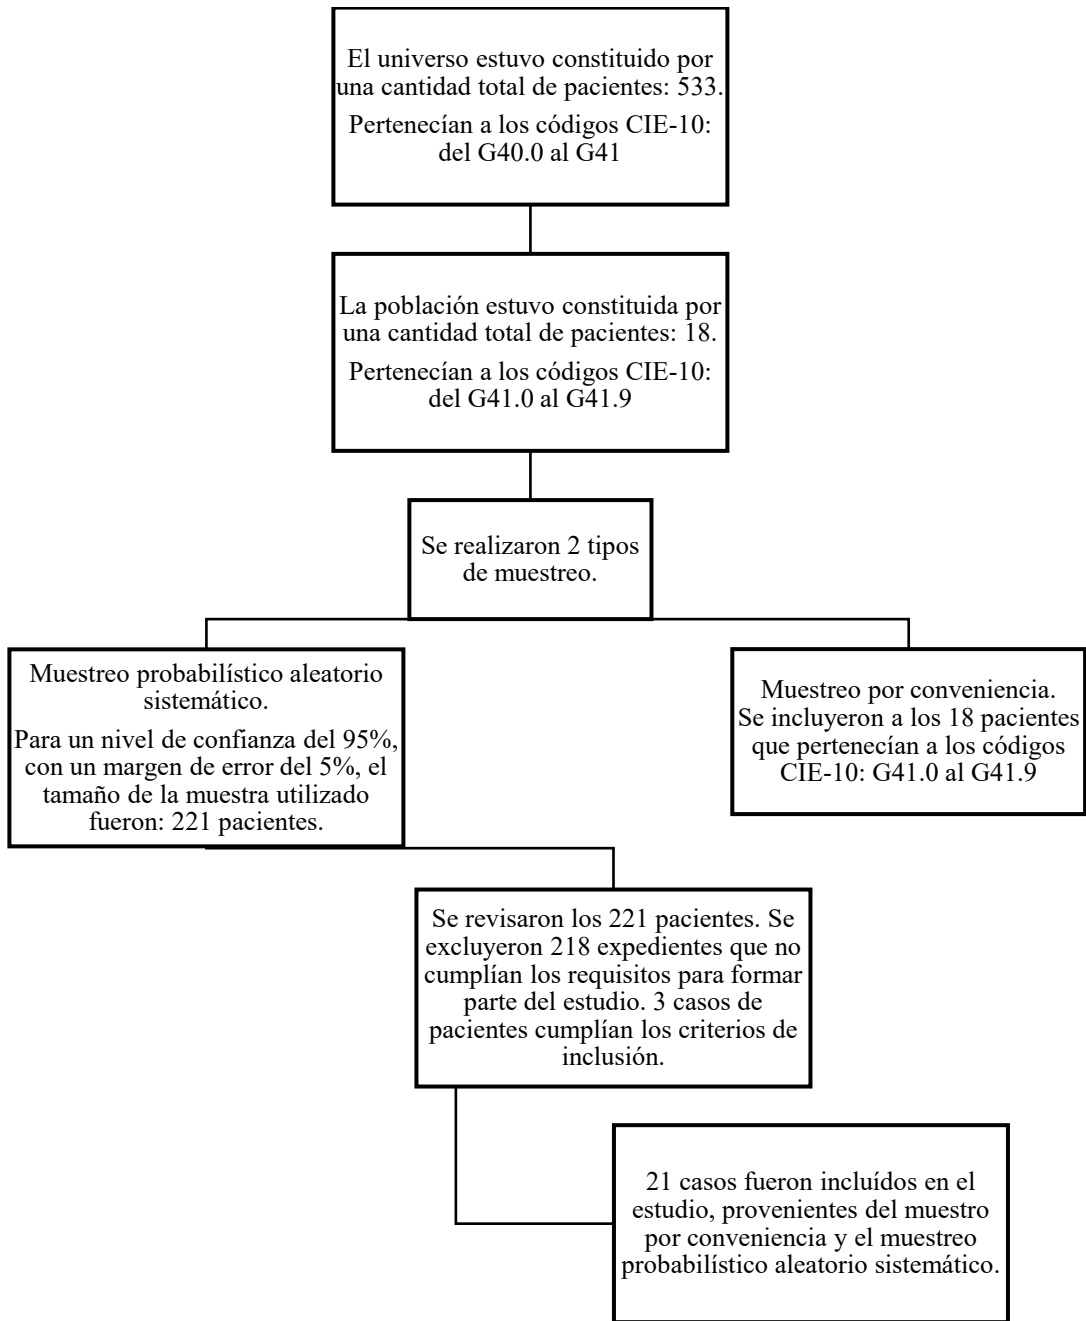 El universo estuvo constituido por
una cantidad total de pacientes: 533.
Pertenecían a los códigos CIE-10:
del G40.0 al G41
La población estuvo constituida por
una cantidad total de pacientes: 18.
Pertenecían a los códigos CIE-10:
del G41.0 al G41.9
Se realizaron 2 tipos
de muestreo.
Muestreo probabilístico aleatorio
sistemático.
Para un nivel de confianza del 95%,
con un margen de error del 5%, el
tamaño de la muestra utilizado
fueron: 221 pacientes.
Muestreo por conveniencia.
Se incluyeron a los 18 pacientes
que pertenecían a los códigos
CIE-10: G41.0 al G41.9
Se revisaron los 221 pacientes. Se
excluyeron 218 expedientes que no
cumplían los requisitos para formar
parte del estudio. 3 casos de
pacientes cumplían los criterios de
inclusión.
21 casos fueron incluídos en el
estudio, provenientes del muestro
por conveniencia y el muestreo
probabilístico aleatorio sistemático.